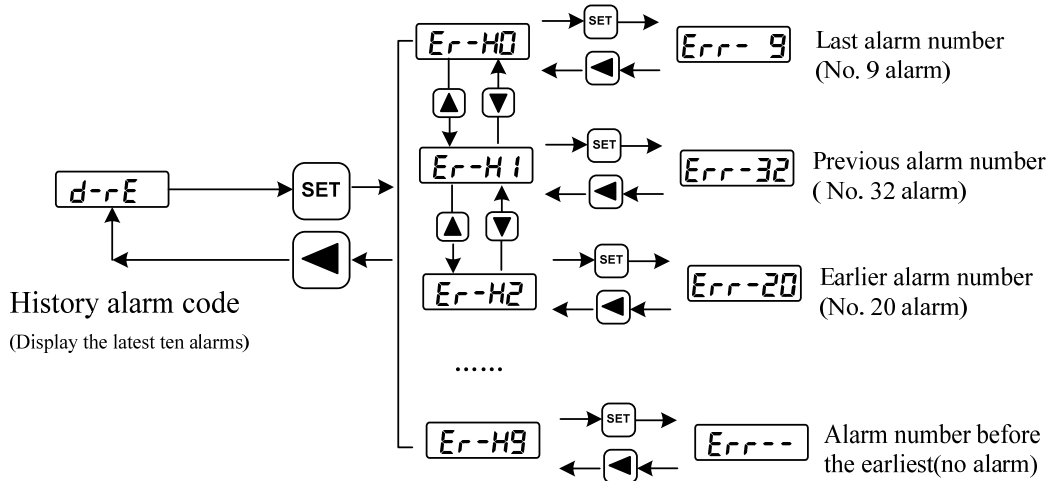 Er-H0
SET
Err- 9
Last alarm number
(No. 9 alarm)
Er-H1
SET
Err-32
Previous alarm number
( No. 32 alarm)
d-rE
SET
Er-H2
SET
Err-20
Earlier alarm number
(No. 20 alarm)
History alarm code
(Display the latest ten alarms)
......
Er-H9
SET
Err--
Alarm number before
the earliest(no alarm)